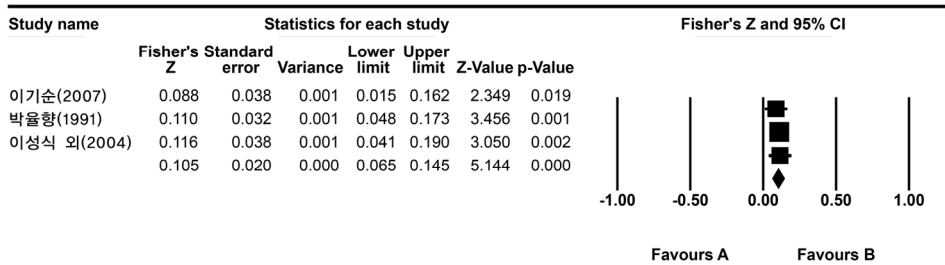 Study name Statistics for each study Fisher's Z and 95% CI
Fisher's Standard Lower Upper
Z error Variance limit limit Z-Value p-Value
이기순(2007) 0.088 0.038 0.001 0.015 0.162 2.349 0.019
박율향(1991) 0.110 0.032 0.001 0.048 0.173 3.456 0.001
이성식 외(2004) 0.116 0.038 0.001 0.041 0.190 3.050 0.002
0.105 0.020 0.000 0.065 0.145 5.144 0.000
-1.00 -0.50 0.00 0.50 1.00
Favours A Favours B